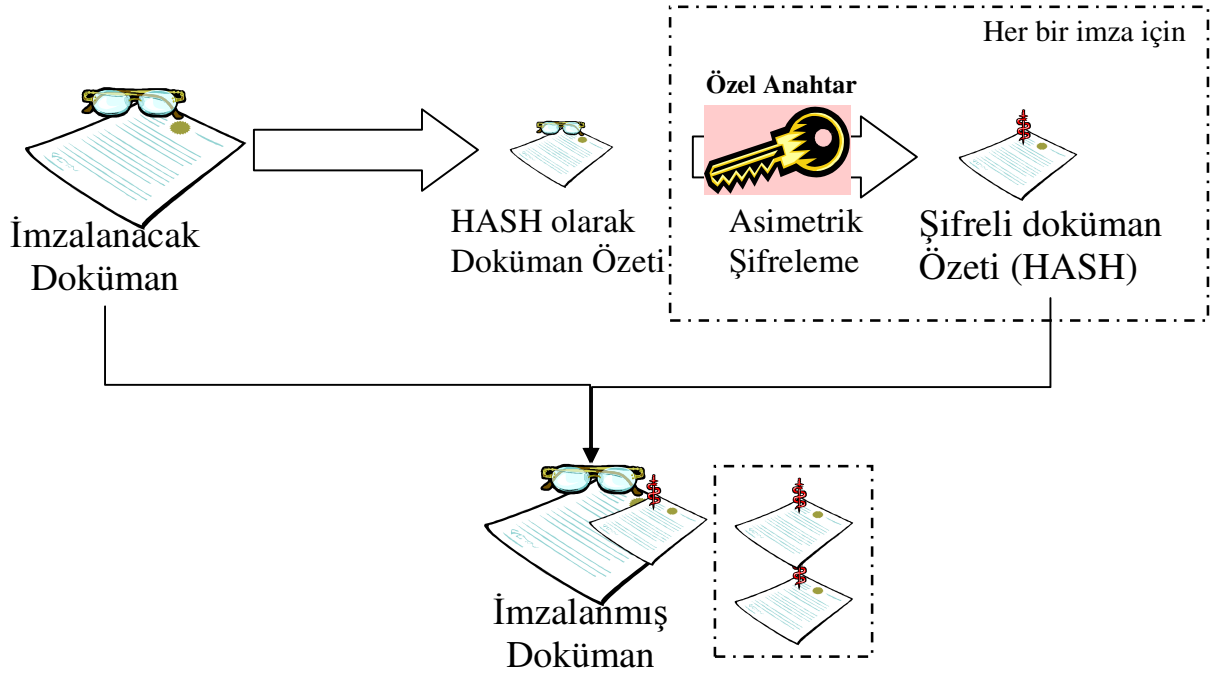 Her bir imza için
Özel Anahtar
İmzalanacak
Doküman
HASH olarak
Doküman Özeti
Asimetrik
Şifreleme
Şifreli doküman
Özeti (HASH)
İmzalanmış
Doküman